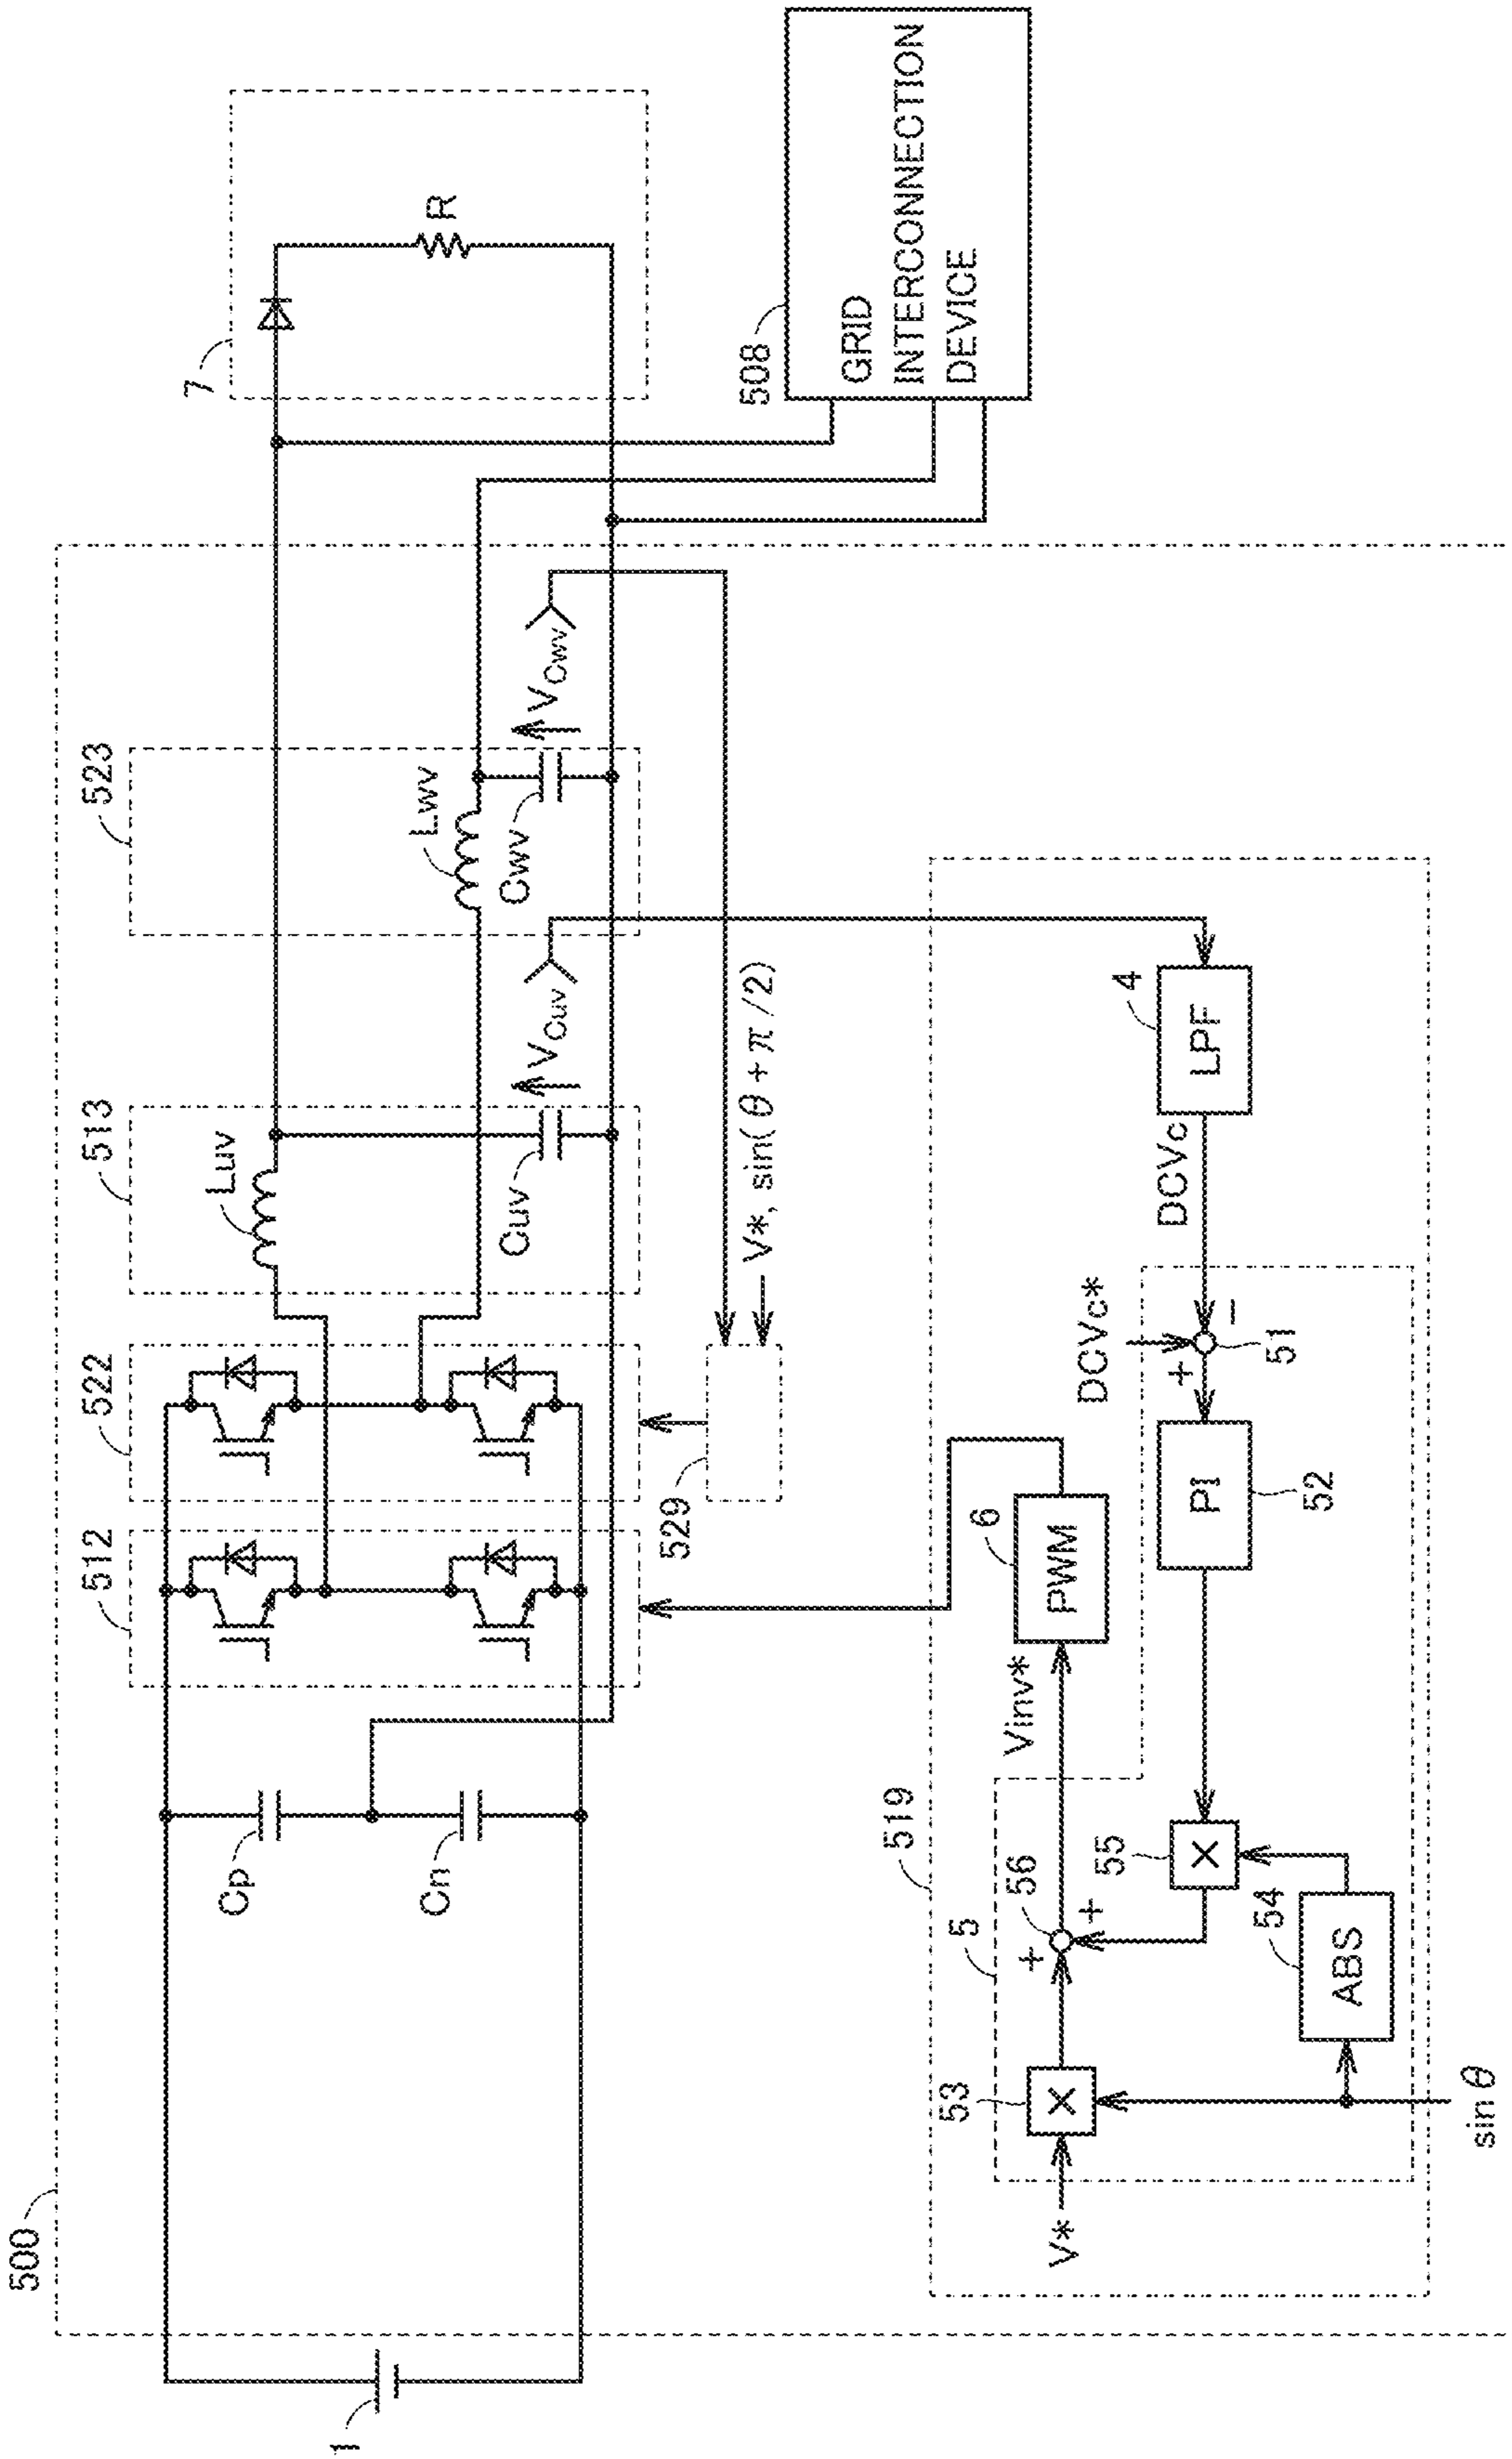 500
1
Cp
Cn
512
522
513
Luv
Cuv
VCuv
523
Lwv
Cwv
VCwv
7
R
508
GRID
INTERCONNECTION
DEVICE
529
V*, sin(θ+π/2)
519
5
V*
53
×
+
56
+
Vinv*
6
PWM
sinθ
54
ABS
55
×
PI
52
DCVc*
+
51
−
DCVc
4
LPF